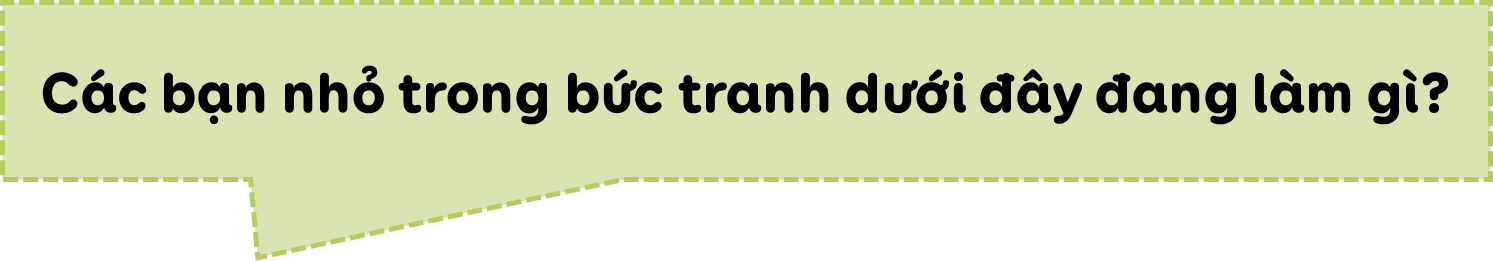 Các bạn nhỏ trong bức tranh dưới đây đang làm gì?